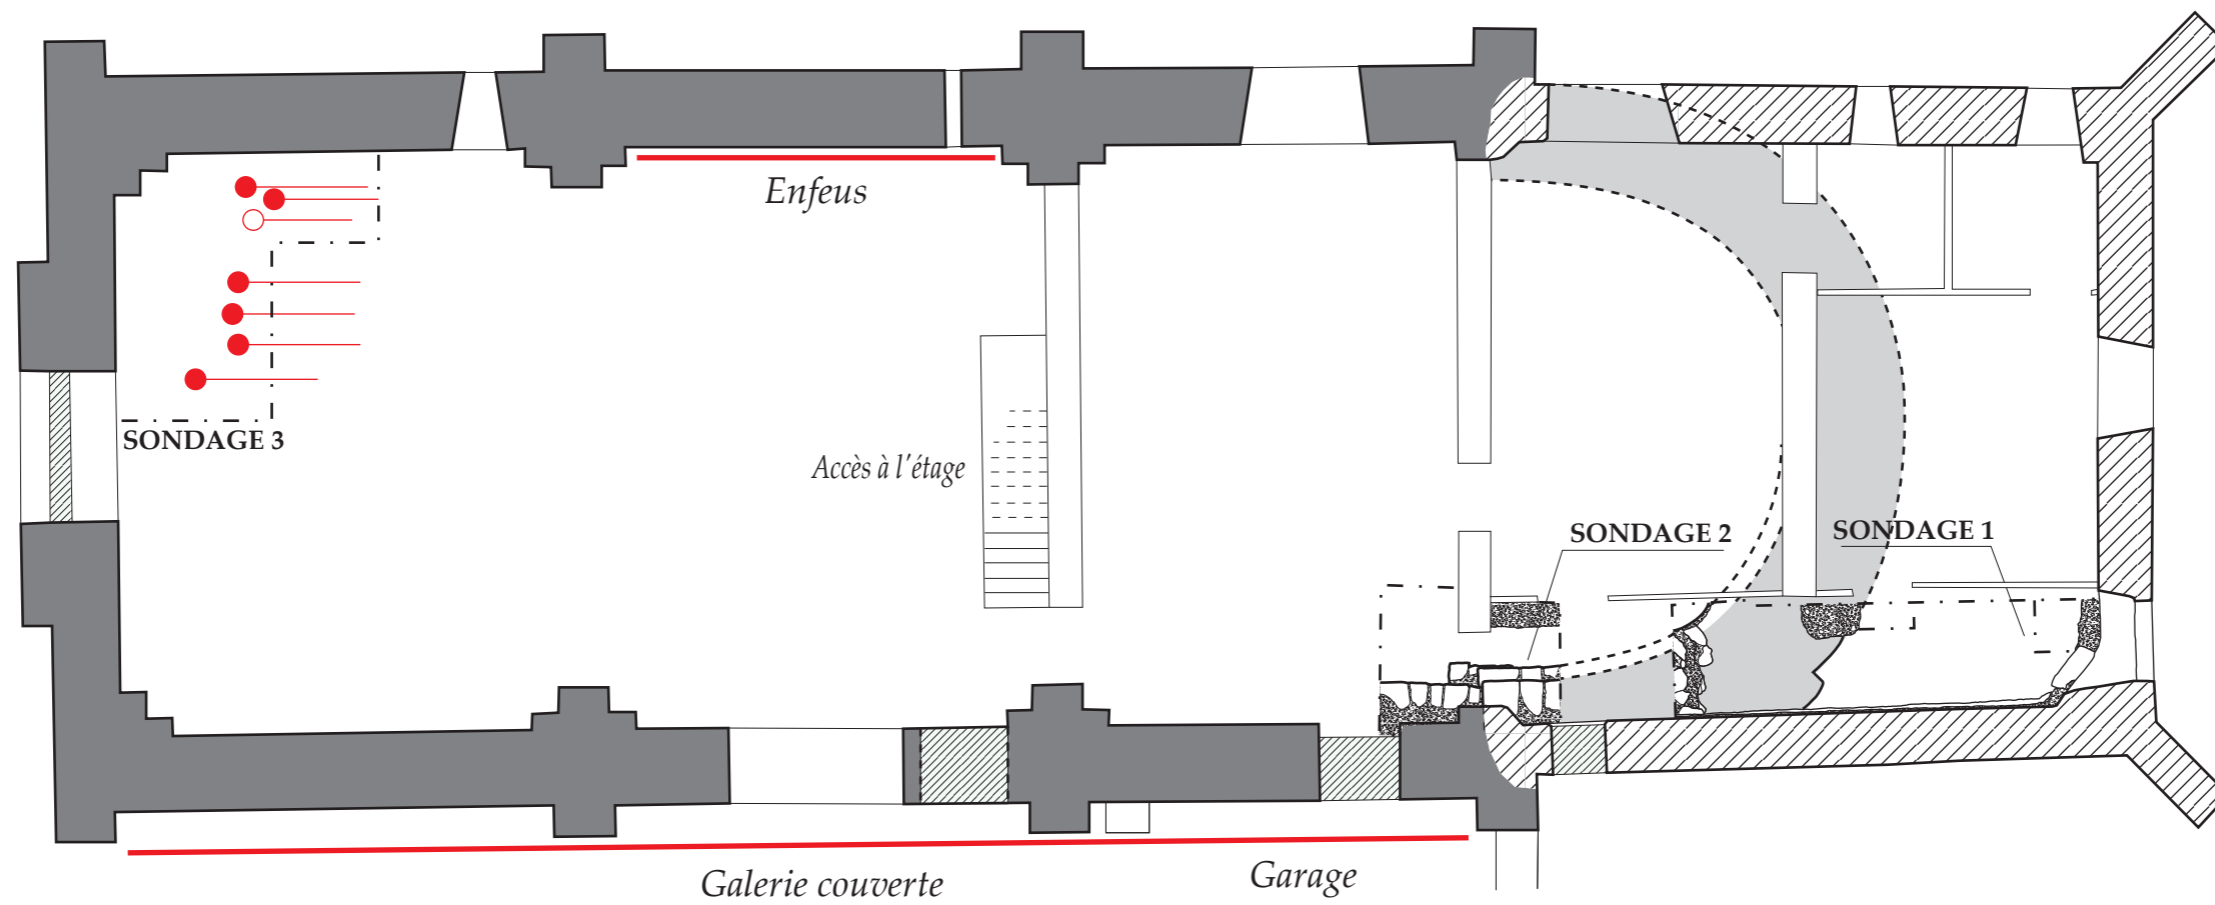 Enfeus
SONDAGE 3
Accès à l'étage
SONDAGE 2
SONDAGE 1
Galerie couverte
Garage